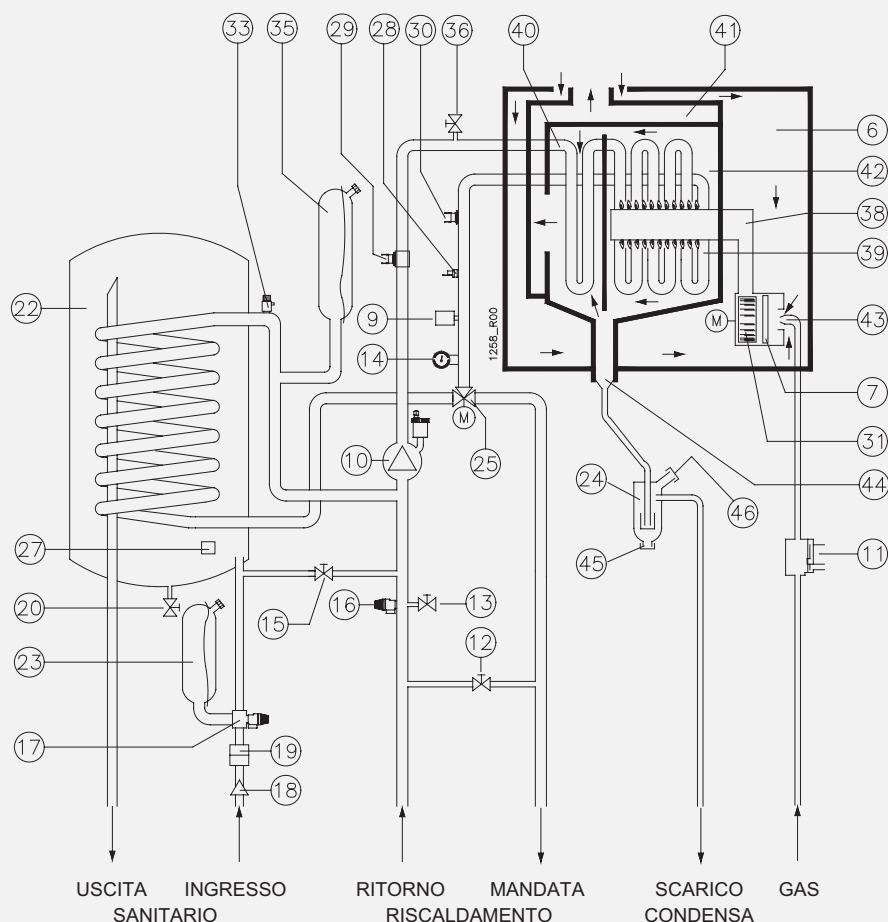 33 35 29 28 30 36 40 41
6
42
38
22
39
9
M 43
1258_R00
14
7
M
10 25 31
24 44
46
27
11
45
20 15 16 13
12
23
17 19
18
USCITA INGRESSO RITORNO MANDATA SCARICO GAS
SANITARIO RISCALDAMENTO CONDENSA